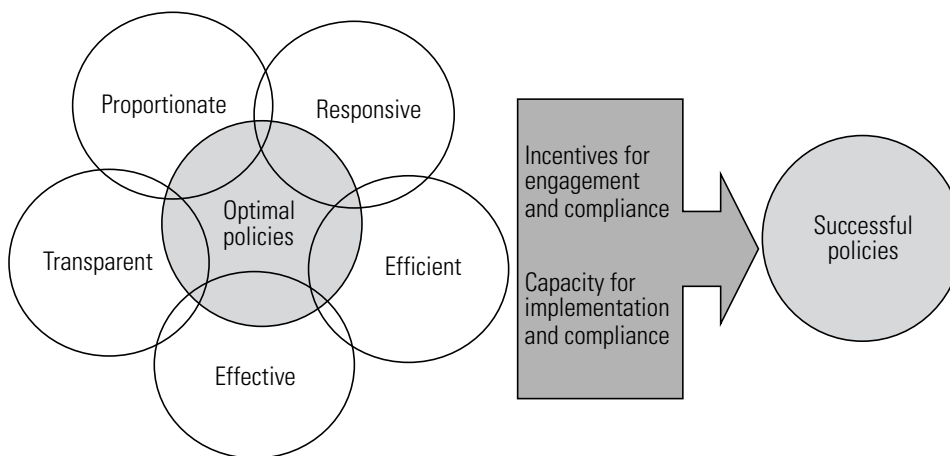 Proportionate
Responsive
Optimal
policies
Transparent
Efficient
Effective
Incentives for
engagement
and compliance
Capacity for
implementation
and compliance
Successful
policies